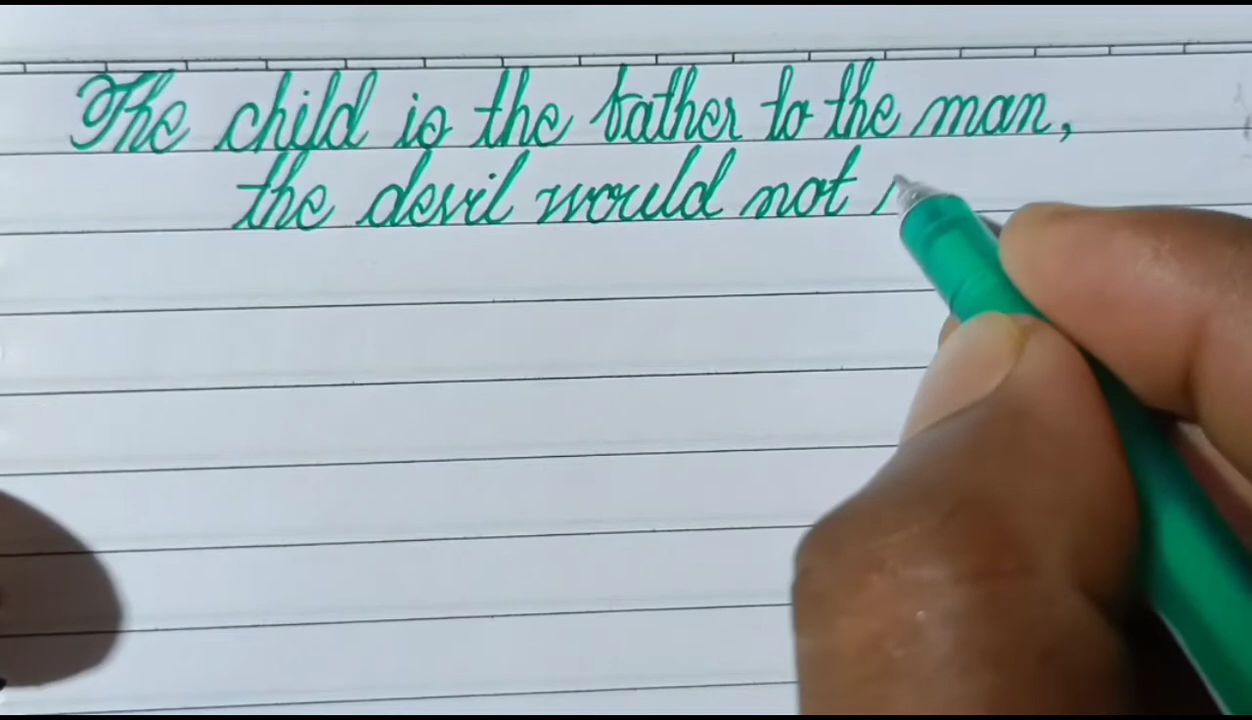 The child is the father to the man,
the devil would not